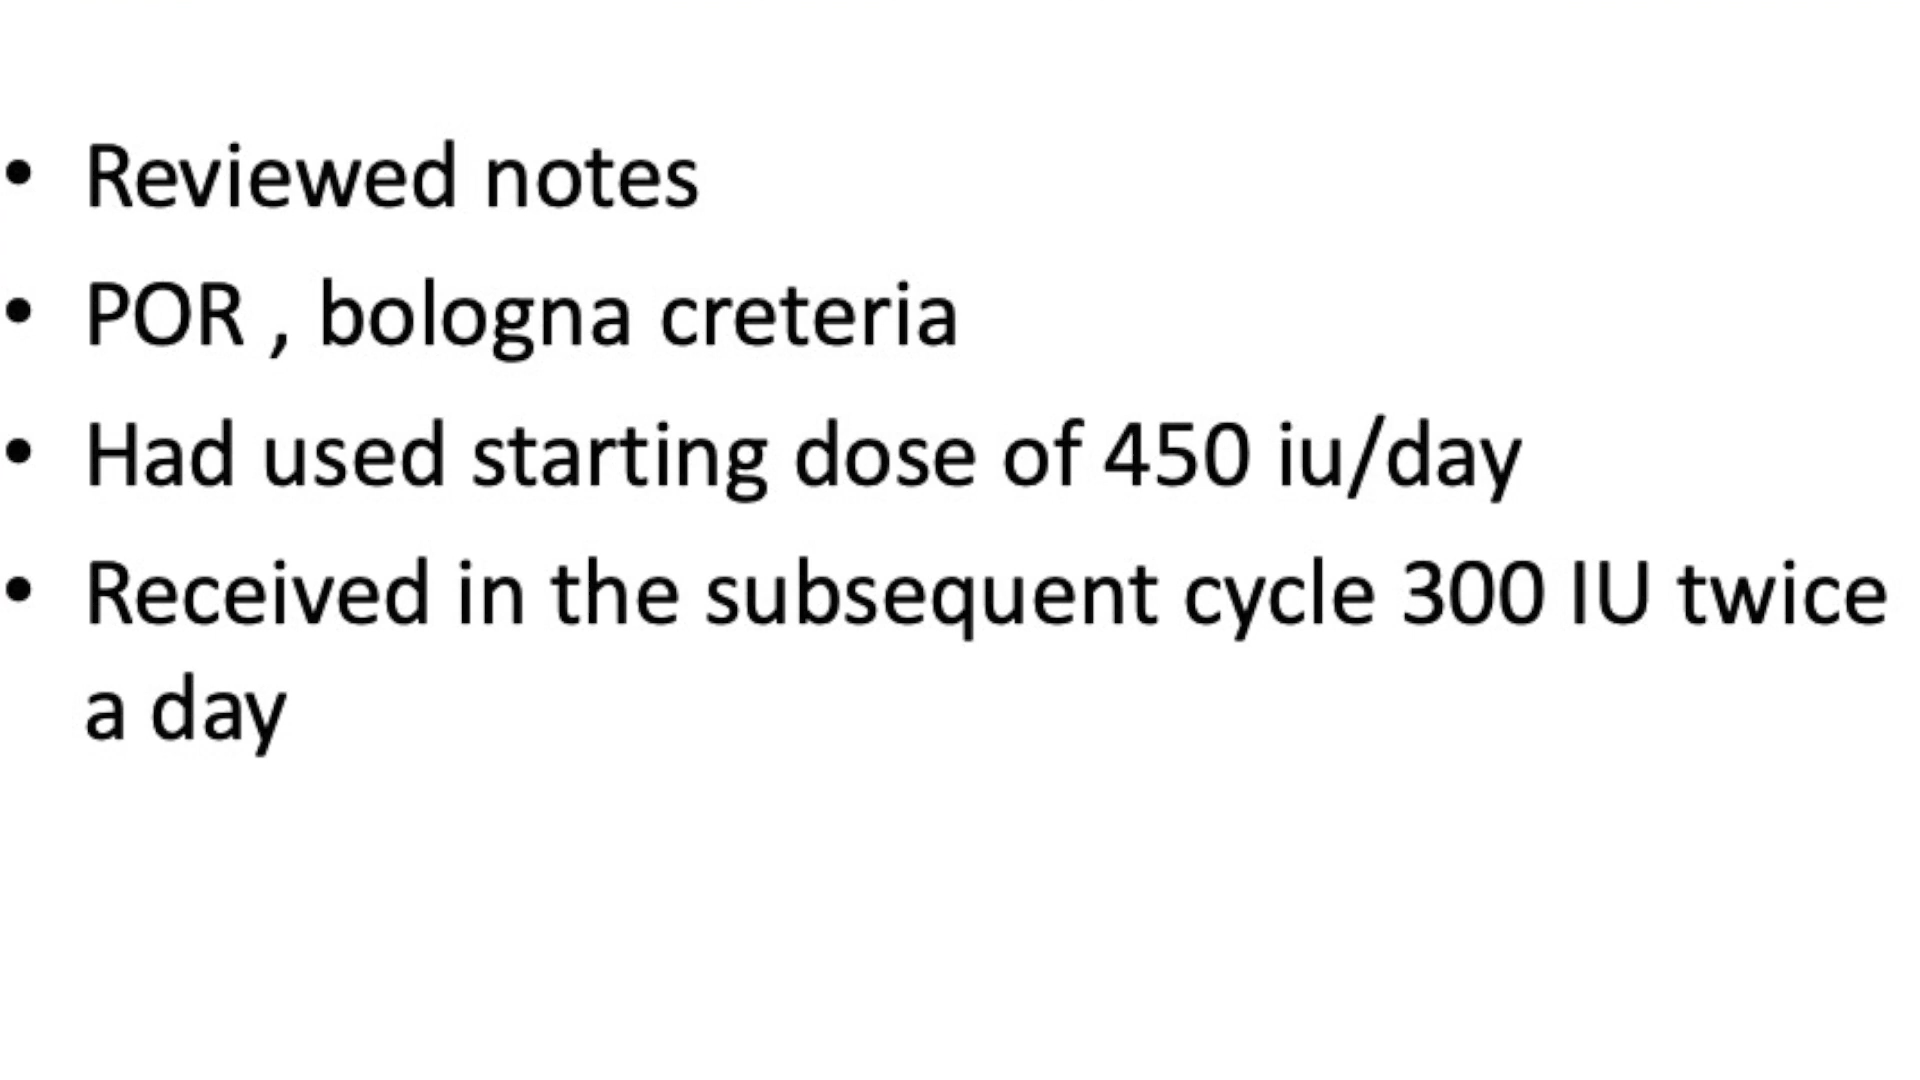 • Reviewed notes
• POR , bologna creteria
• Had used starting dose of 450 iu/day
• Received in the subsequent cycle 300 IU twice
a day